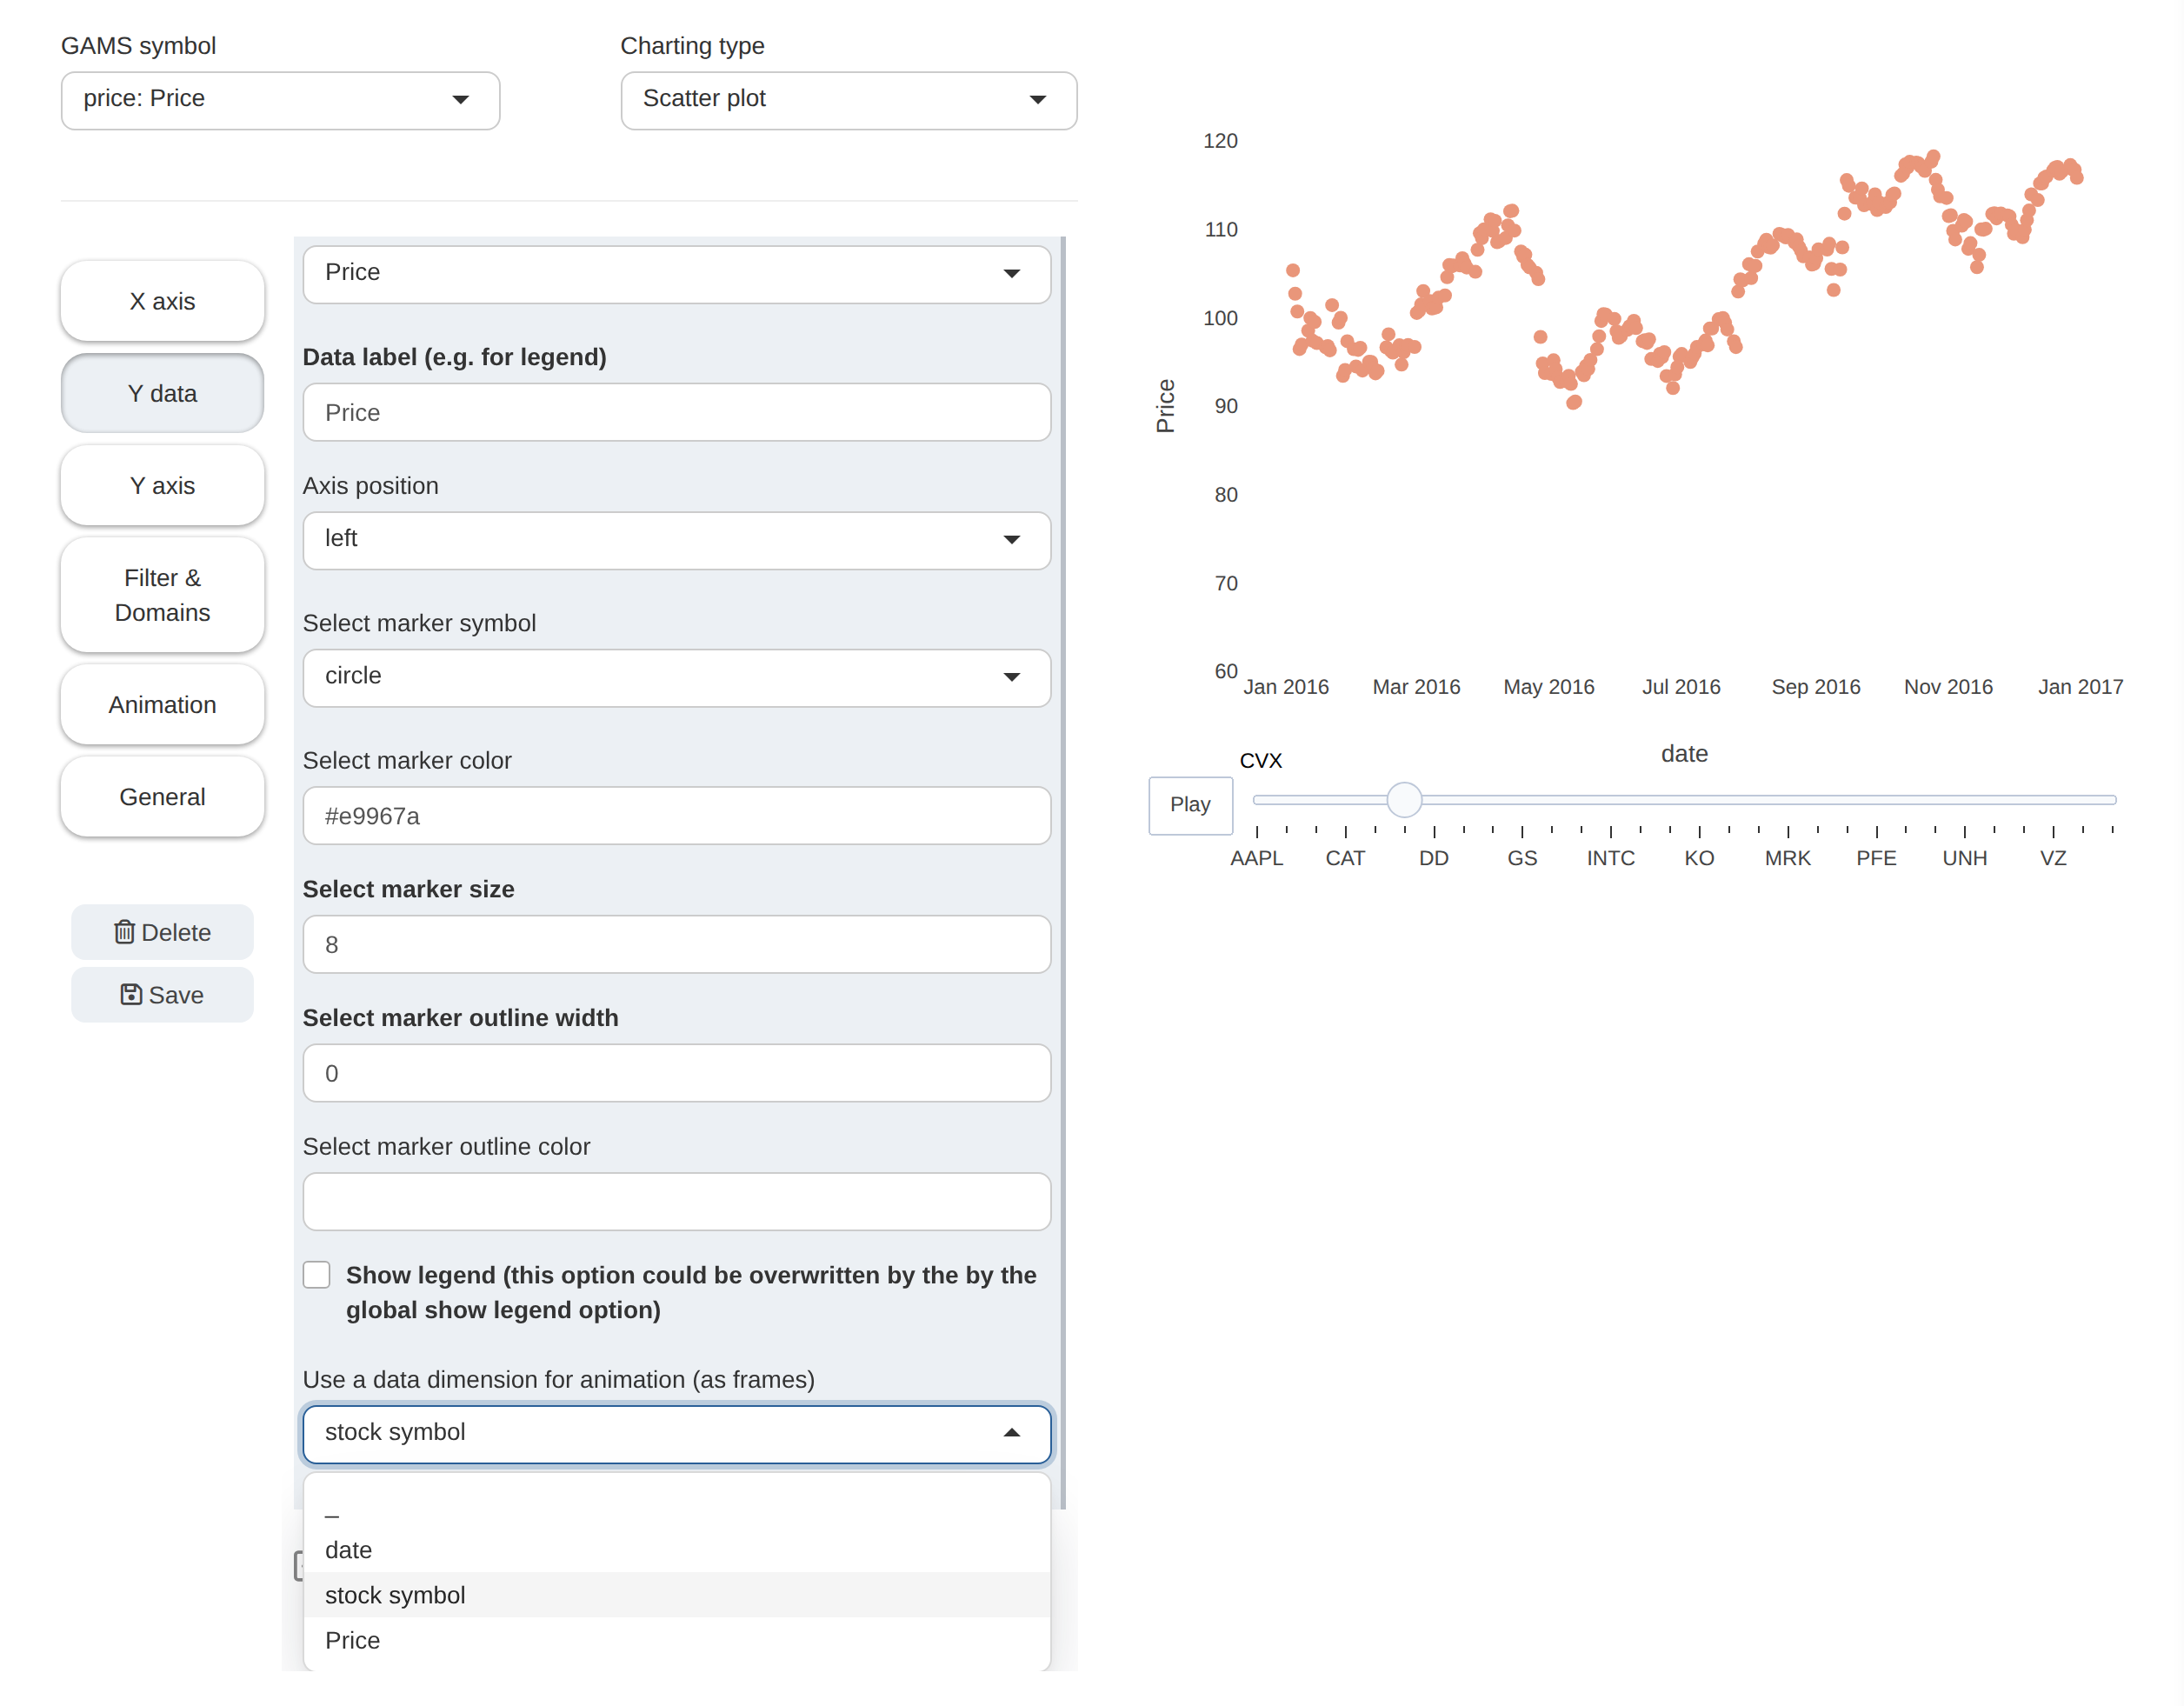 GAMS symbol
price: Price
Charting type
Scatter plot
X axis
Y data
Y axis
Filter &
Domains
Animation
General
Delete
Save
Price
Data label (e.g. for legend)
Price
Axis position
left
Select marker symbol
circle
Select marker color
#e9967a
Select marker size
8
Select marker outline width
0
Select marker outline color
Show legend (this option could be overwritten by the by the
global show legend option)
Use a data dimension for animation (as frames)
stock symbol
_
date
stock symbol
Price
120
110
100
90
80
70
60
Price
Jan 2016 Mar 2016 May 2016 Jul 2016 Sep 2016 Nov 2016 Jan 2017
date
CVX
Play
AAPL CAT DD GS INTC KO MRK PFE UNH VZ